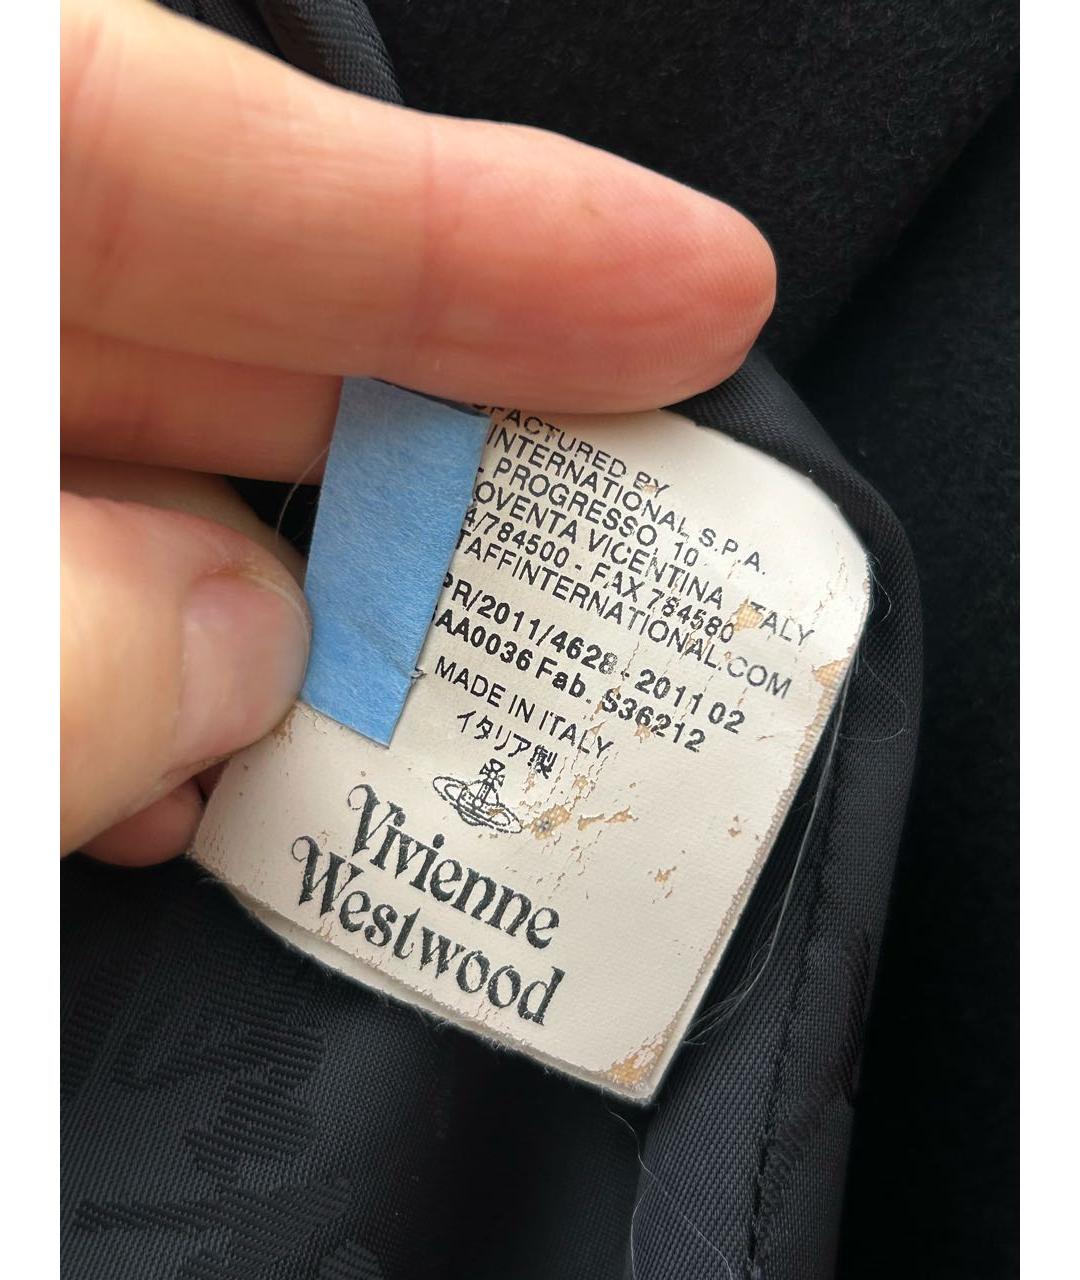 FACTURED BY
INTERNATIONAL S.P.A.
- PROGRESSO, 10
OVENTA VICENTINA ITALY
4/784500 - FAX 784580
TAFFINTERNATIONAL.COM
PR/2011/4628 - 2011 02
AA0036 Fab. S36212
MADE IN ITALY
イタリア製
Vivienne
Westwood